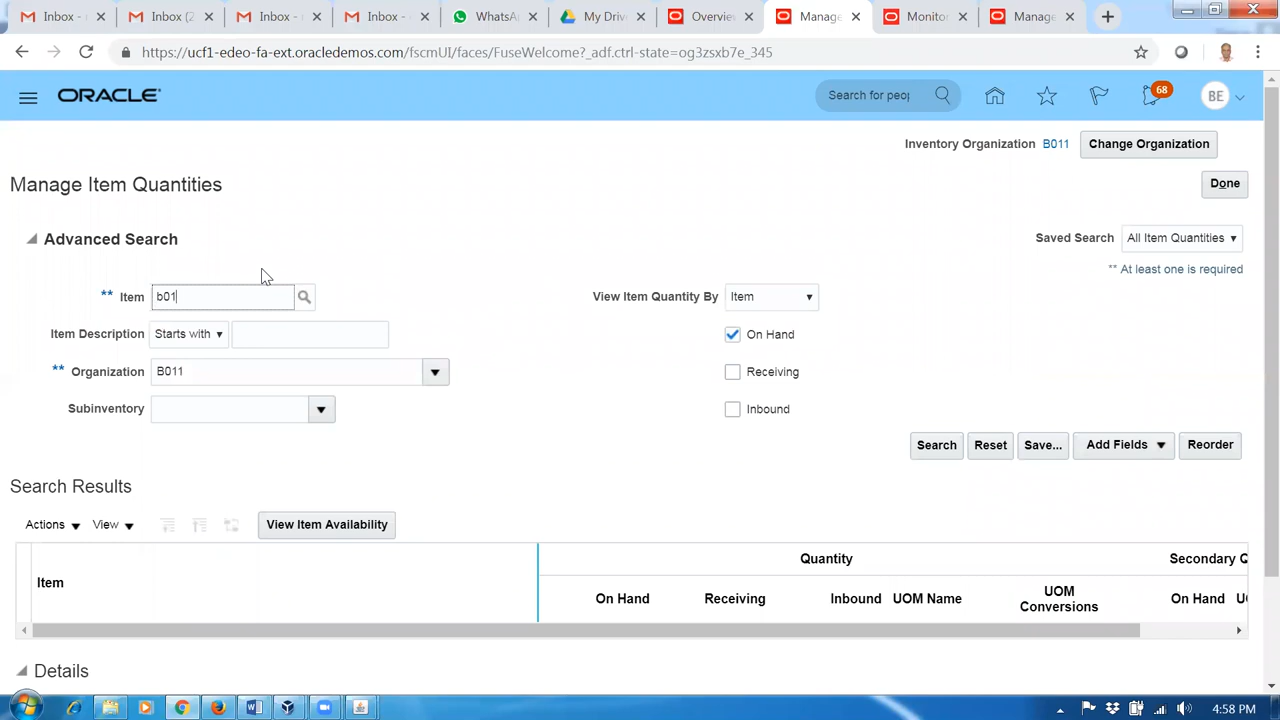 Inbox -
Inbox -
Inbox -
Inbox -
WhatsA
My Driv
Overvie
Manage
Monito
Manage
https://ucf1-edeo-fa-ext.oracledemos.com/fscmUI/faces/FuseWelcome?_adf.ctrl-state=og3zsxb7e_345
ORACLE
Search for peop
68
BE
Inventory Organization B011 Change Organization
Manage Item Quantities
Done
Advanced Search
Saved Search All Item Quantities
** At least one is required
** Item b01
View Item Quantity By Item
Item Description Starts with
On Hand
** Organization B011
Receiving
Subinventory
Inbound
Search Reset Save... Add Fields Reorder
Search Results
Actions View View Item Availability
Quantity
Secondary Q
Item
On Hand Receiving Inbound UOM Name UOM Conversions On Hand
Details
4:58 PM